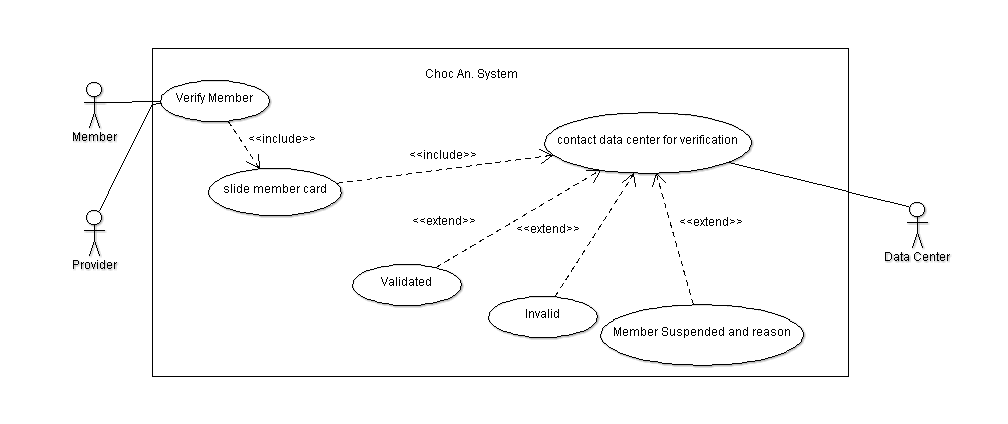 Choc An. System
Verify Member
Member
<<include>>
contact data center for verification
<<include>>
slide member card
<<extend>>
<<extend>>
<<extend>>
Provider
Data Center
Validated
Invalid
Member Suspended and reason